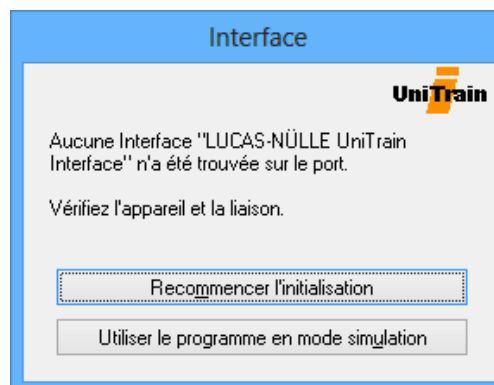 Interface
UniTrain
Aucune Interface "LUCAS-NÜLLE UniTrain
Interface" n'a été trouvée sur le port.
Vérifiez l'appareil et la liaison.
Recommencer l'initialisation
Utiliser le programme en mode simulation